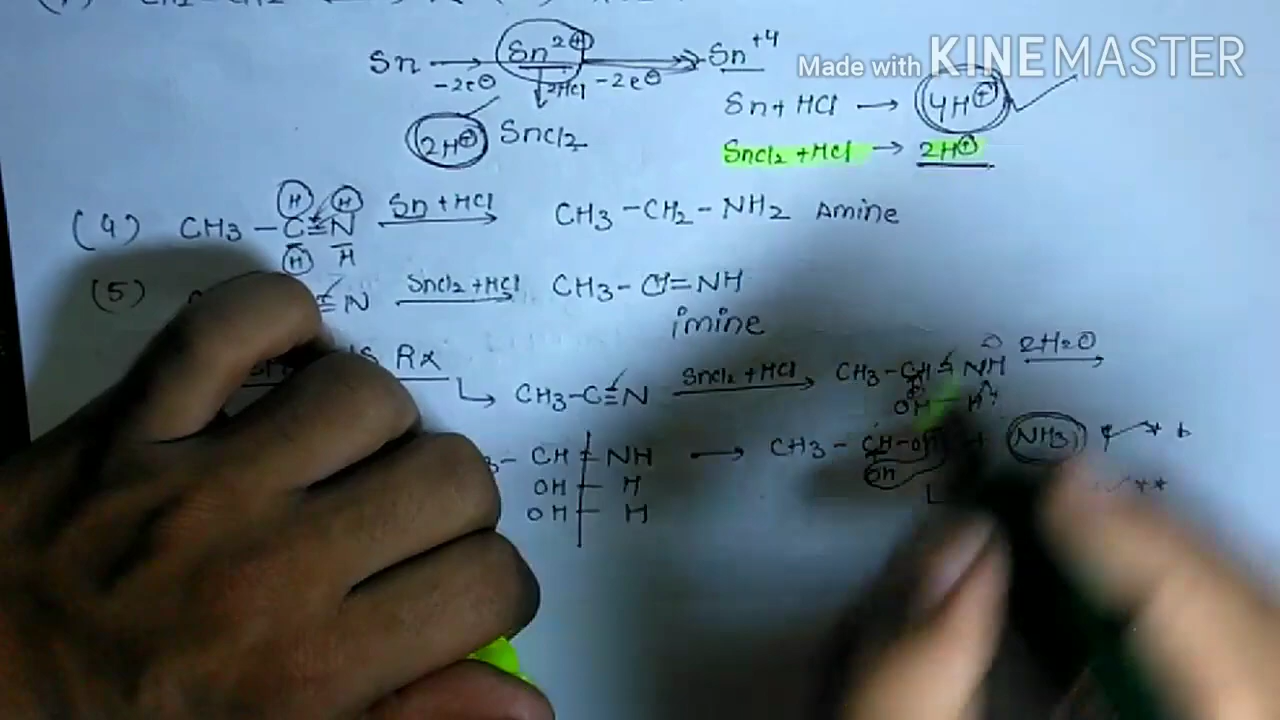 Made with KINEMASTER
Sn → Sn²⊕ → Sn⁺⁴
-2e⊖ 2HCl -2e⊖
2H⊕ SnCl₂
Sn + HCl → 4H⊕
SnCl₂ + HCl → 2H⊕
(4) CH₃ - C≡N Sn + HCl → CH₃ - CH₂ - NH₂ Amine
H H
H H
(5) ≡N SnCl₂ + HCl → CH₃ - CH=NH
imine
Rx
CH₃-C≡N SnCl₂ + HCl → CH₃-CH=NH 2H₂O →
OH H
CH NH → CH₃ - CH-OH + NH₃
OH H OH
OH H